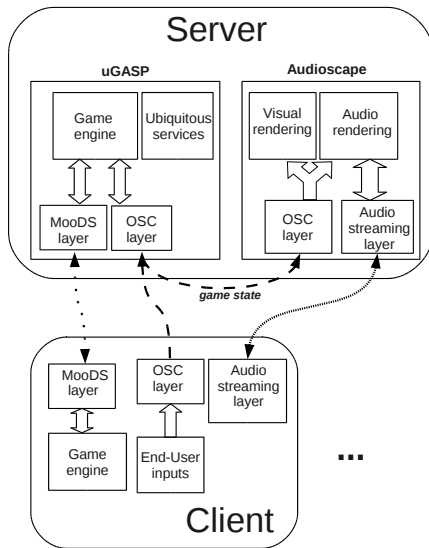 Server
uGASP
Audioscape
Game
engine
Ubiquitous
services
Visual
rendering
Audio
rendering
MooDS
layer
OSC
layer
OSC
layer
Audio
streaming
layer
game state
MooDS
layer
OSC
layer
Audio
streaming
layer
Game
engine
End-User
inputs
...
Client